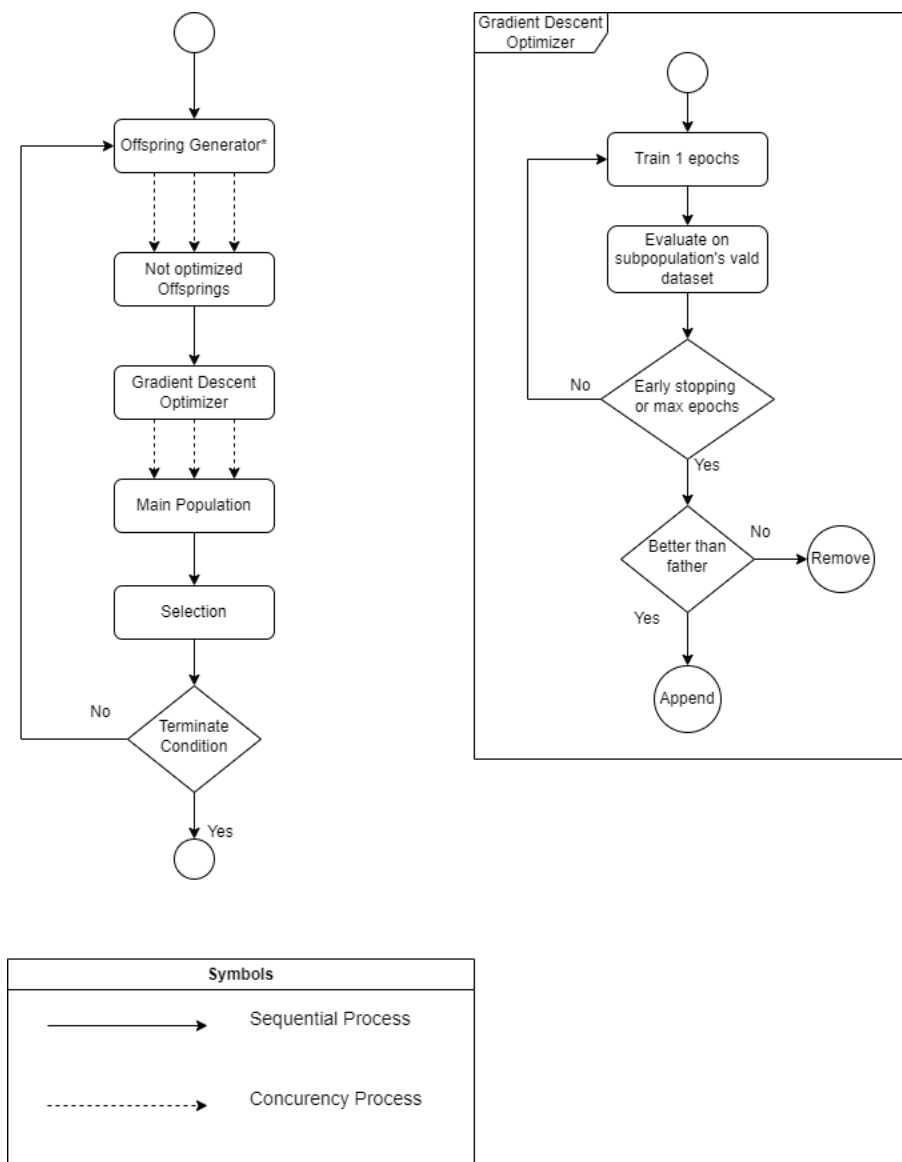 Offspring Generator*
Not optimized
Offsprings
Gradient Descent
Optimizer
Main Population
Selection
No
Terminate
Condition
Yes
Gradient Descent
Optimizer
Train 1 epochs
Evaluate on
subpopulation's vald
dataset
No
Early stopping
or max epochs
Yes
Better than
father
No
Remove
Yes
Append
Symbols
Sequential Process
Concurency Process